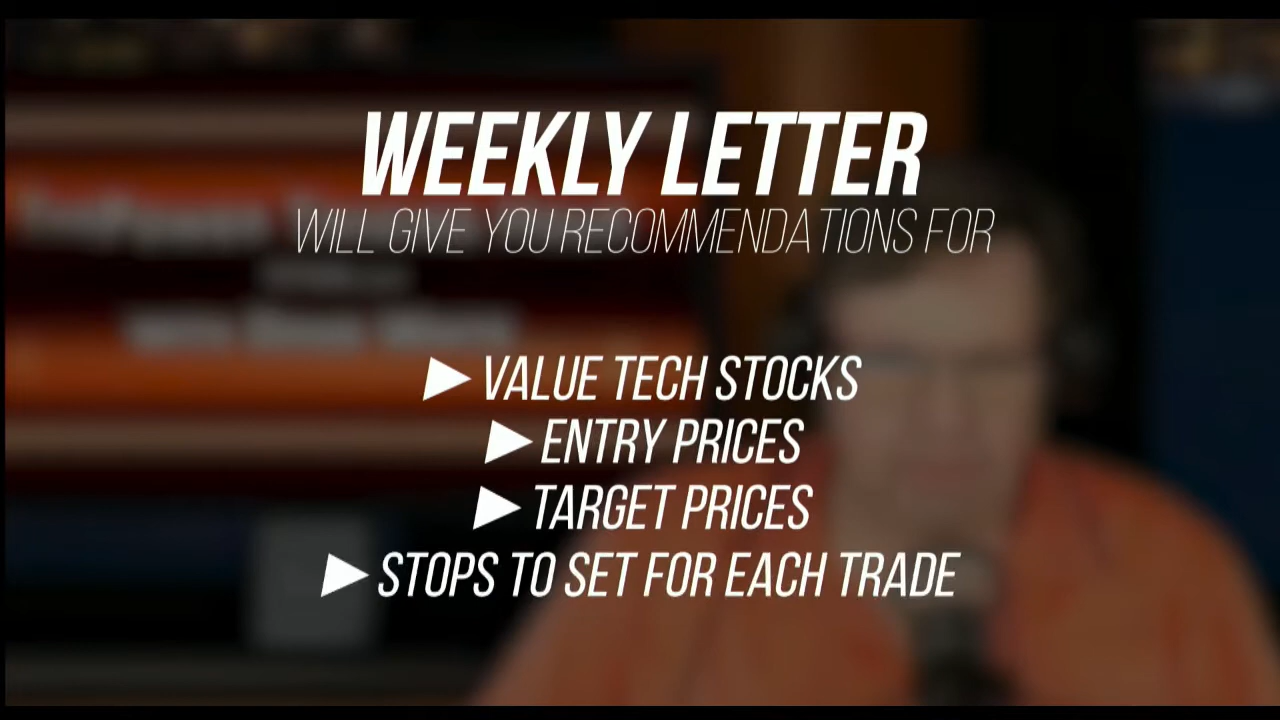 WEEKLY LETTER
WILL GIVE YOU RECOMMENDATIONS FOR
► VALUE TECH STOCKS
► ENTRY PRICES
► TARGET PRICES
► STOPS TO SET FOR EACH TRADE